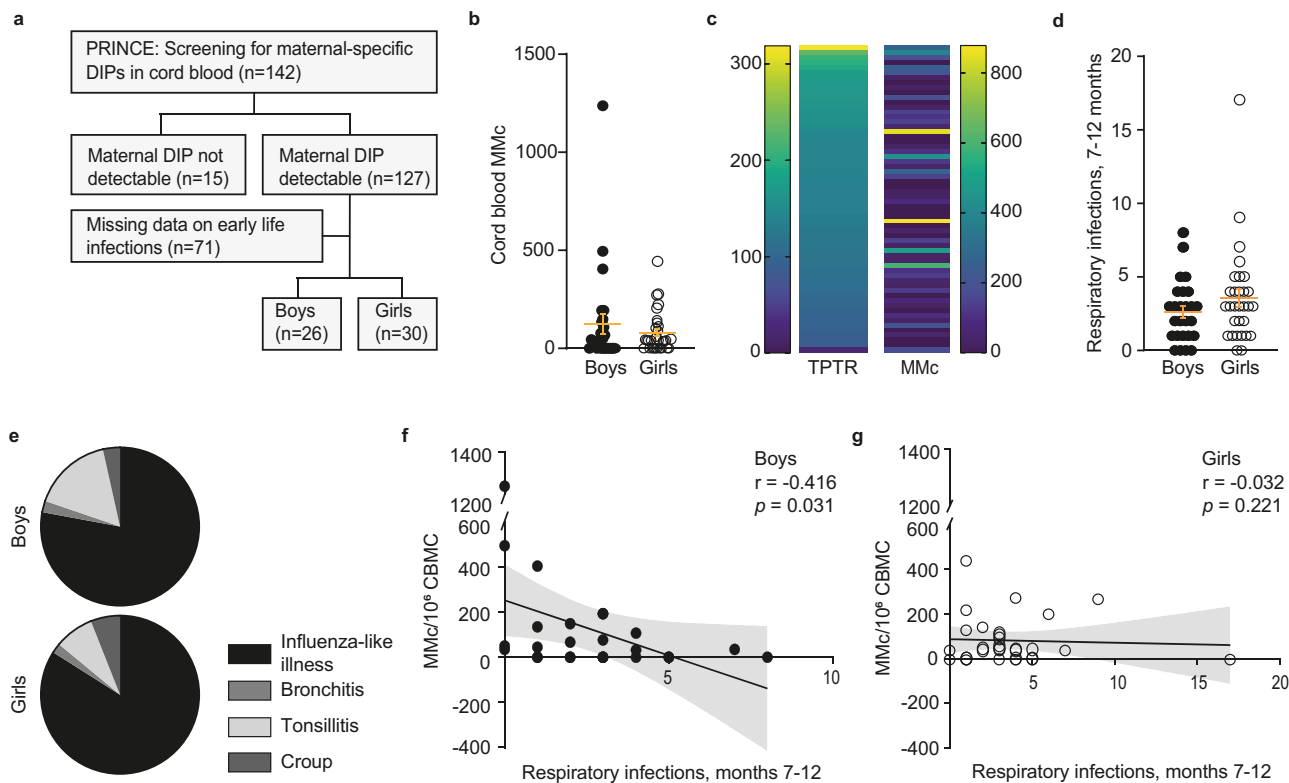 a
PRINCE: Screening for maternal-specific
DIPs in cord blood (n=142)
Maternal DIP not
detectable (n=15)
Maternal DIP
detectable (n=127)
Missing data on early life
infections (n=71)
Boys
(n=26)
Girls
(n=30)
b
Cord blood MMc
1500
1000
500
0
Boys
Girls
c
300
200
100
0
TPTR
MMc
800
600
400
200
0
d
Respiratory infections, 7-12 months
20
15
10
5
0
Boys
Girls
e
Boys
Girls
Influenza-like
illness
Bronchitis
Tonsillitis
Croup
f
MMc/10⁶ CBMC
1400
1200
600
400
200
0
-200
-400
5
10
Boys
r = -0.416
p = 0.031
Respiratory infections, months 7-12
g
MMc/10⁶ CBMC
1400
1200
600
400
200
0
-200
-400
5
10
15
20
Girls
r = -0.032
p = 0.221
Respiratory infections, months 7-12